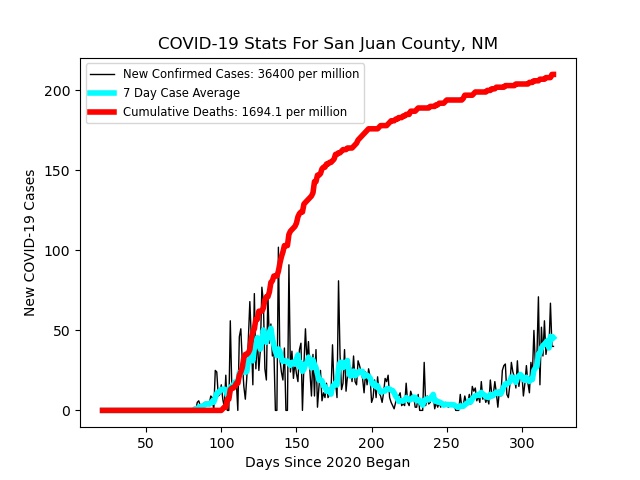 COVID-19 Stats For San Juan County, NM
New Confirmed Cases: 36400 per million
7 Day Case Average
Cumulative Deaths: 1694.1 per million
New COVID-19 Cases
200
150
100
50
0
50 100 150 200 250 300
Days Since 2020 Began